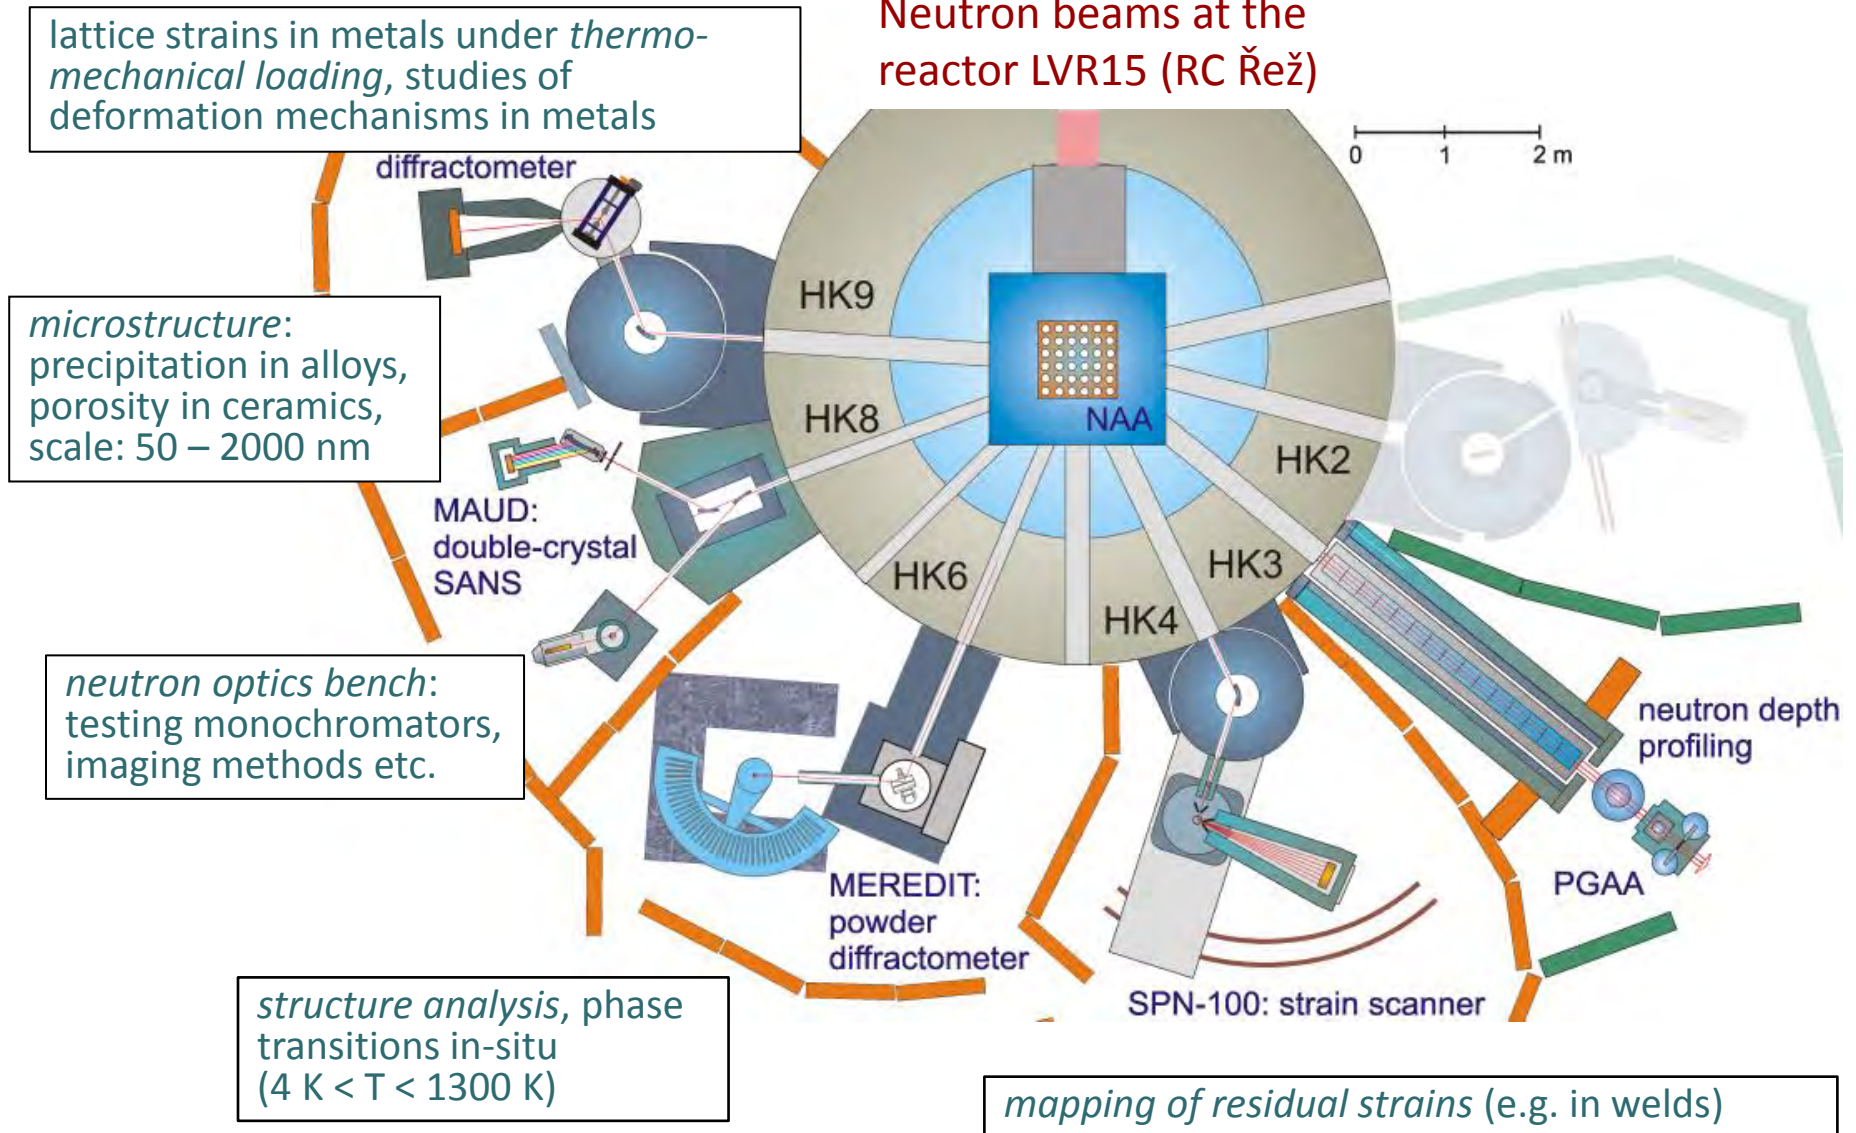 Neutron beams at the
reactor LVR15 (RC Řež)
lattice strains in metals under thermo-
mechanical loading, studies of
deformation mechanisms in metals
diffractometer
0 1 2 m
HK9
microstructure:
precipitation in alloys,
porosity in ceramics,
scale: 50 – 2000 nm
HK8
NAA
HK2
MAUD:
double-crystal
SANS
HK6
HK3
HK4
neutron optics bench:
testing monochromators,
imaging methods etc.
neutron depth
profiling
PGAA
MEREDIT:
powder
diffractometer
SPN-100: strain scanner
structure analysis, phase
transitions in-situ
(4 K < T < 1300 K)
mapping of residual strains (e.g. in welds)